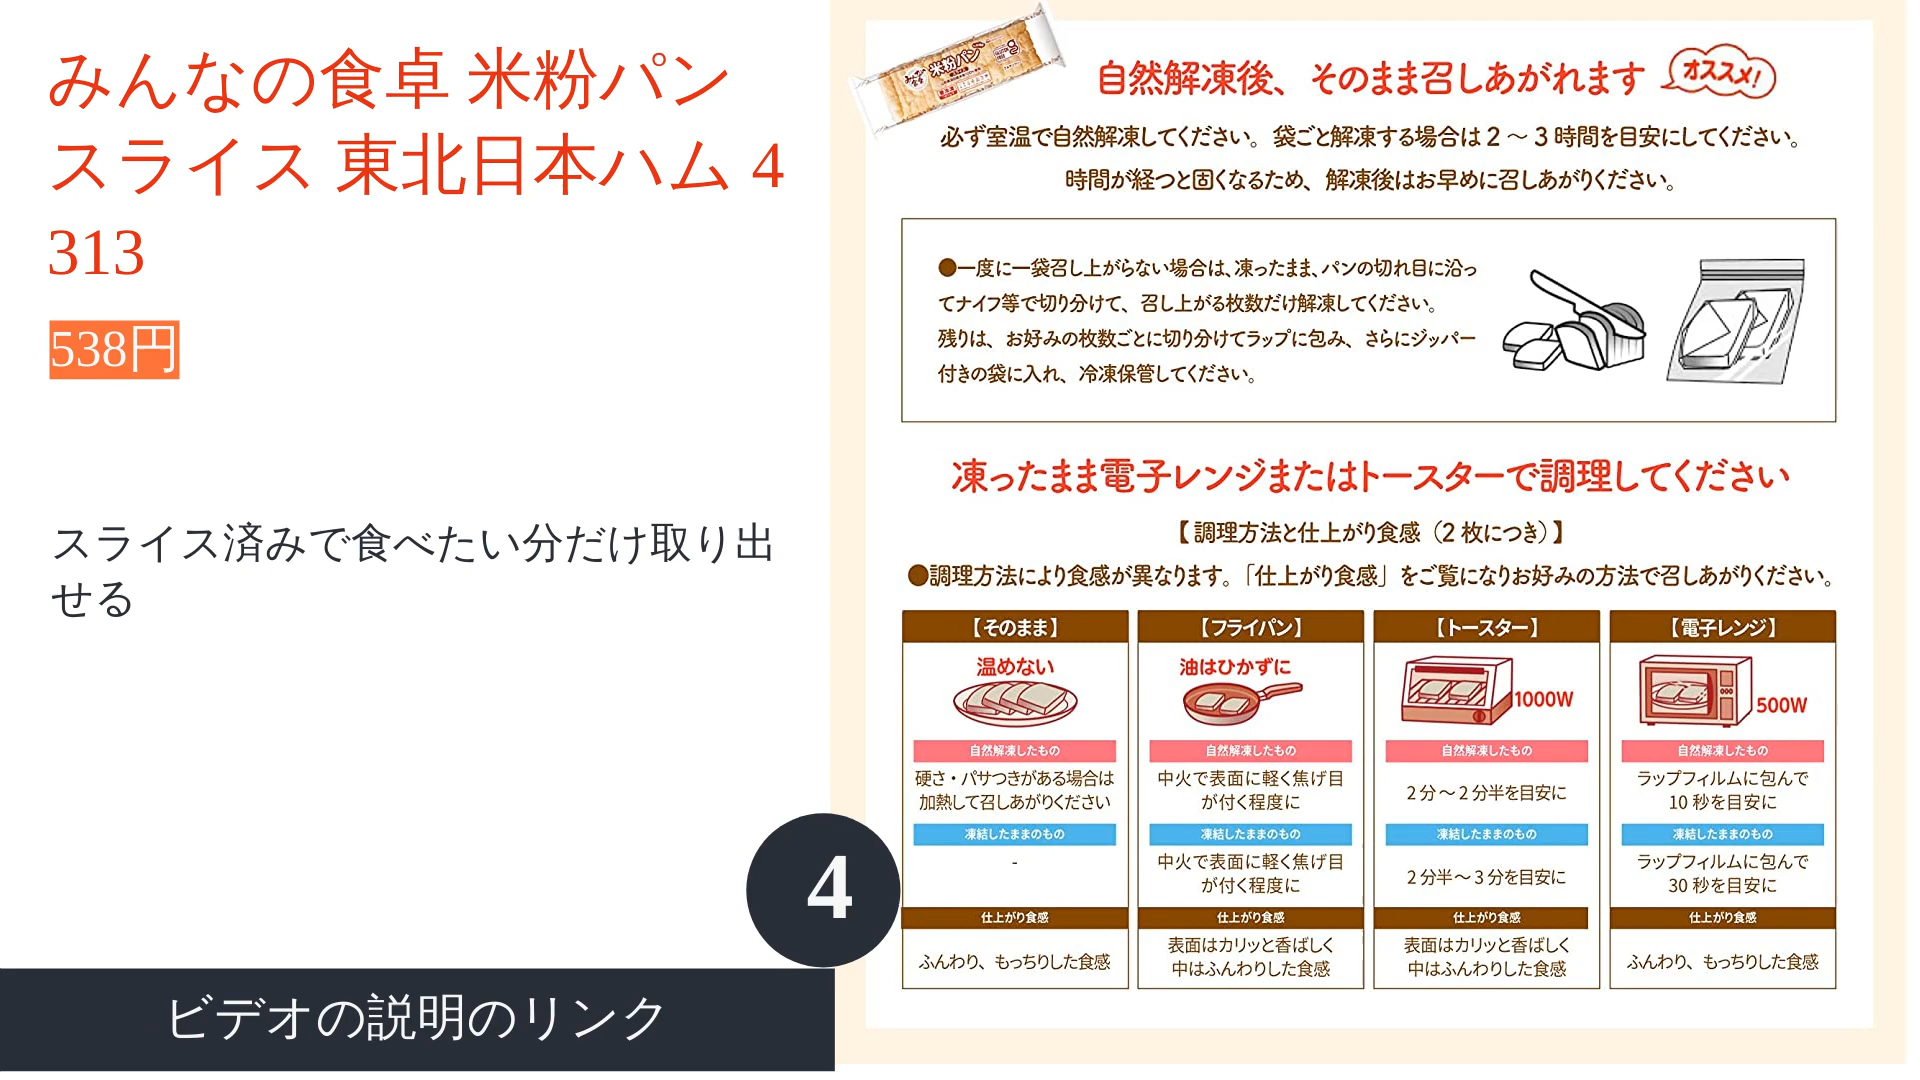 みんなの食卓 米粉パン
スライス 東北日本ハム 4
313
538円
スライス済みで食べたい分だけ取り出
せる
4
ビデオの説明のリンク
米粉パン
自然解凍後、そのまま召しあがれます
オススメ!
必ず室温で自然解凍してください。袋ごと解凍する場合は 2 ～ 3 時間を目安にしてください。
時間が経つと固くなるため、解凍後はお早めに召しあがりください。
●一度に一袋召し上がらない場合は、凍ったまま、パンの切れ目に沿っ
てナイフ等で切り分けて、召し上がる枚数だけ解凍してください。
残りは、お好みの枚数ごとに切り分けてラップに包み、さらにジッパー
付きの袋に入れ、冷凍保管してください。
凍ったまま電子レンジまたはトースターで調理してください
【 調理方法と仕上がり食感（2 枚につき）】
●調理方法により食感が異なります。「仕上がり食感」をご覧になりお好みの方法で召しあがりください。
【そのまま】
温めない
自然解凍したもの
硬さ・パサつきがある場合は
加熱して召しあがりください
凍結したままのもの
-
仕上がり食感
ふんわり、もっちりした食感
【フライパン】
油はひかずに
自然解凍したもの
中火で表面に軽く焦げ目
が付く程度に
凍結したままのもの
中火で表面に軽く焦げ目
が付く程度に
仕上がり食感
表面はカリッと香ばしく
中はふんわりした食感
【トースター】
1000W
自然解凍したもの
2 分～ 2 分半を目安に
凍結したままのもの
2 分半～ 3 分を目安に
仕上がり食感
表面はカリッと香ばしく
中はふんわりした食感
【電子レンジ】
500W
自然解凍したもの
ラップフィルムに包んで
10 秒を目安に
凍結したままのもの
ラップフィルムに包んで
30 秒を目安に
仕上がり食感
ふんわり、もっちりした食感